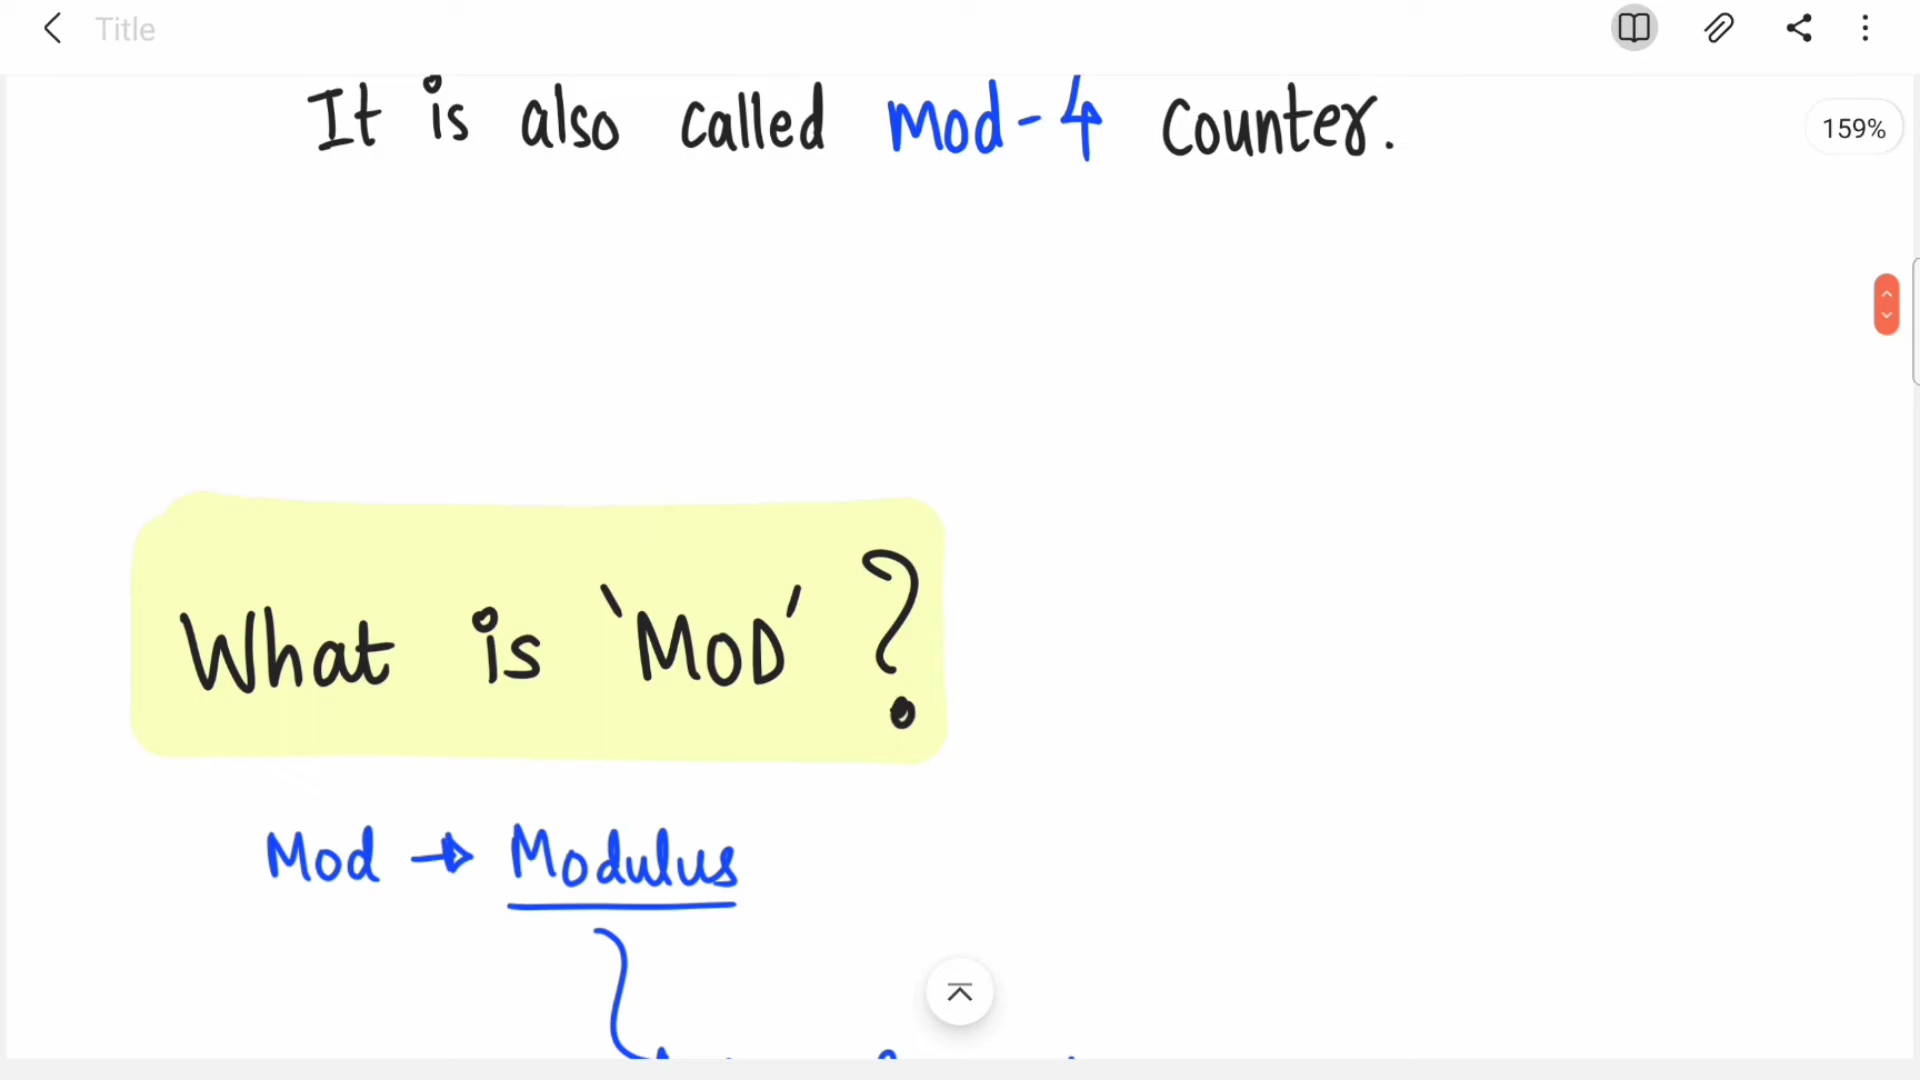 Title
It is also called Mod-4 Counter.
159%
What is 'MOD' ?
Mod → Modulus